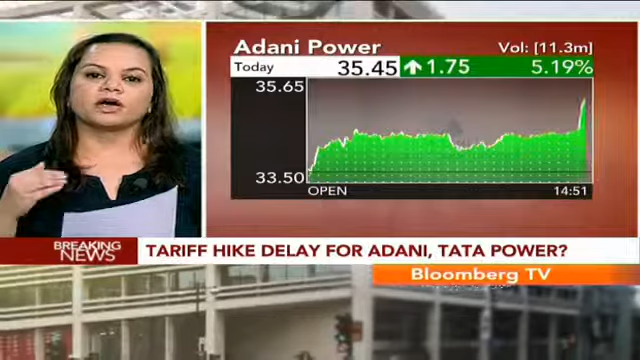 Adani Power
Vol: [11.3m]
Today 35.45 1.75 5.19%
35.65
33.50
OPEN 14:51
BREAKING NEWS
TARIFF HIKE DELAY FOR ADANI, TATA POWER?
Bloomberg TV